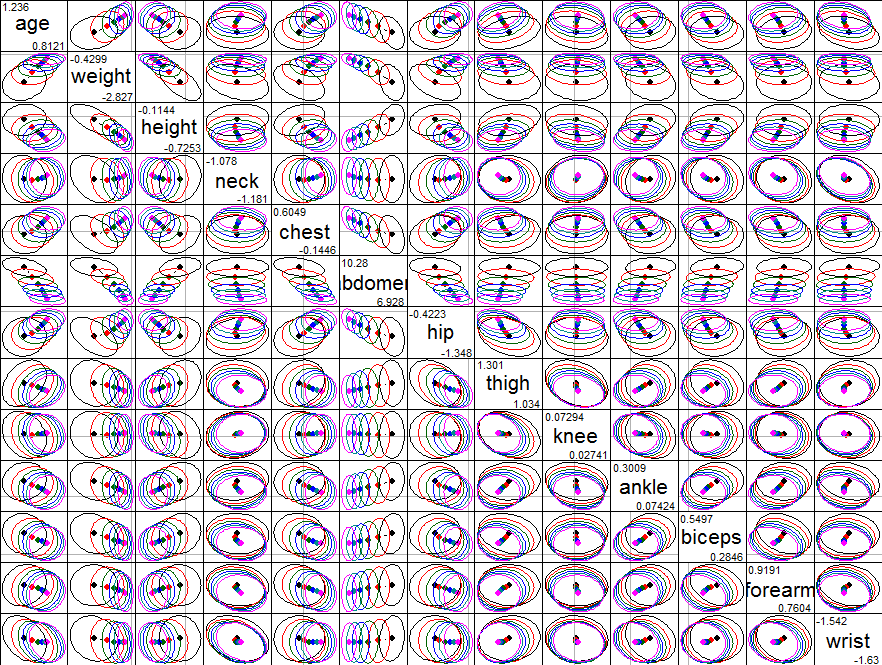 1.236
age
0.8121
-0.4299
weight
-2.827
-0.1144
height
-0.7253
-1.078
neck
-1.181
0.6049
chest
-0.1446
10.28
bdomen
6.928
-0.4223
hip
-1.348
1.301
thigh
1.034
0.07294
knee
0.02741
0.3009
ankle
0.07424
0.5497
biceps
0.2846
0.9191
forearm
0.7604
-1.542
wrist
-1.63